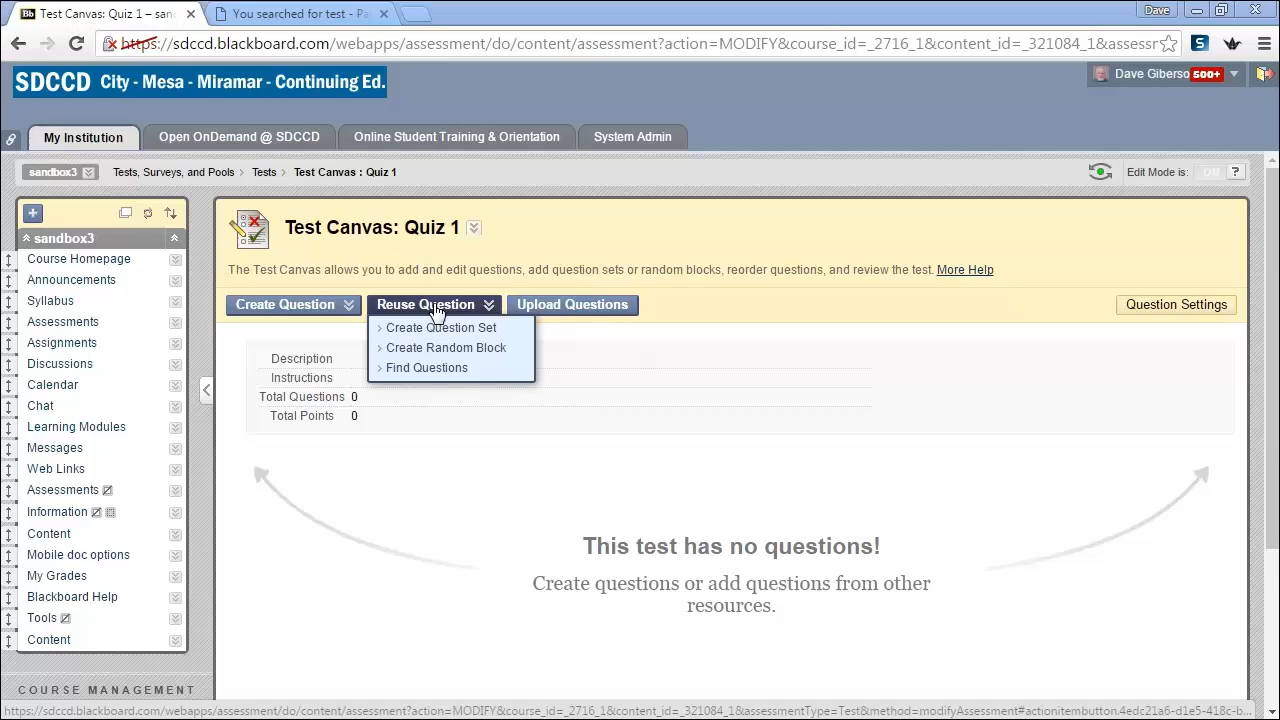 Bb Test Canvas: Quiz 1 – san
You searched for test - Pa
Dave
https://sdccd.blackboard.com/webapps/assessment/do/content/assessment?action=MODIFY&course_id=_2716_1&content_id=_321084_1&assessm
SDCCD City - Mesa - Miramar - Continuing Ed.
Dave Giberso 500+
My Institution
Open OnDemand @ SDCCD
Online Student Training & Orientation
System Admin
sandbox3
Tests, Surveys, and Pools
Tests
Test Canvas : Quiz 1
Edit Mode is:
Off
?
sandbox3
Course Homepage
Announcements
Syllabus
Assessments
Assignments
Discussions
Calendar
Chat
Learning Modules
Messages
Web Links
Assessments
Information
Content
Mobile doc options
My Grades
Blackboard Help
Tools
Content
COURSE MANAGEMENT
Test Canvas: Quiz 1
The Test Canvas allows you to add and edit questions, add question sets or random blocks, reorder questions, and review the test. More Help
Create Question
Reuse Question
Upload Questions
Question Settings
Create Question Set
Create Random Block
Find Questions
Description
Instructions
Total Questions 0
Total Points 0
This test has no questions!
Create questions or add questions from other
resources.
https://sdccd.blackboard.com/webapps/assessment/do/content/assessment?action=MODIFY&course_id=_2716_1&content_id=_321084_1&assessmentType=Test&method=modifyAssessment#actionitembutton.4edc21a6-d1e5-418c-b...